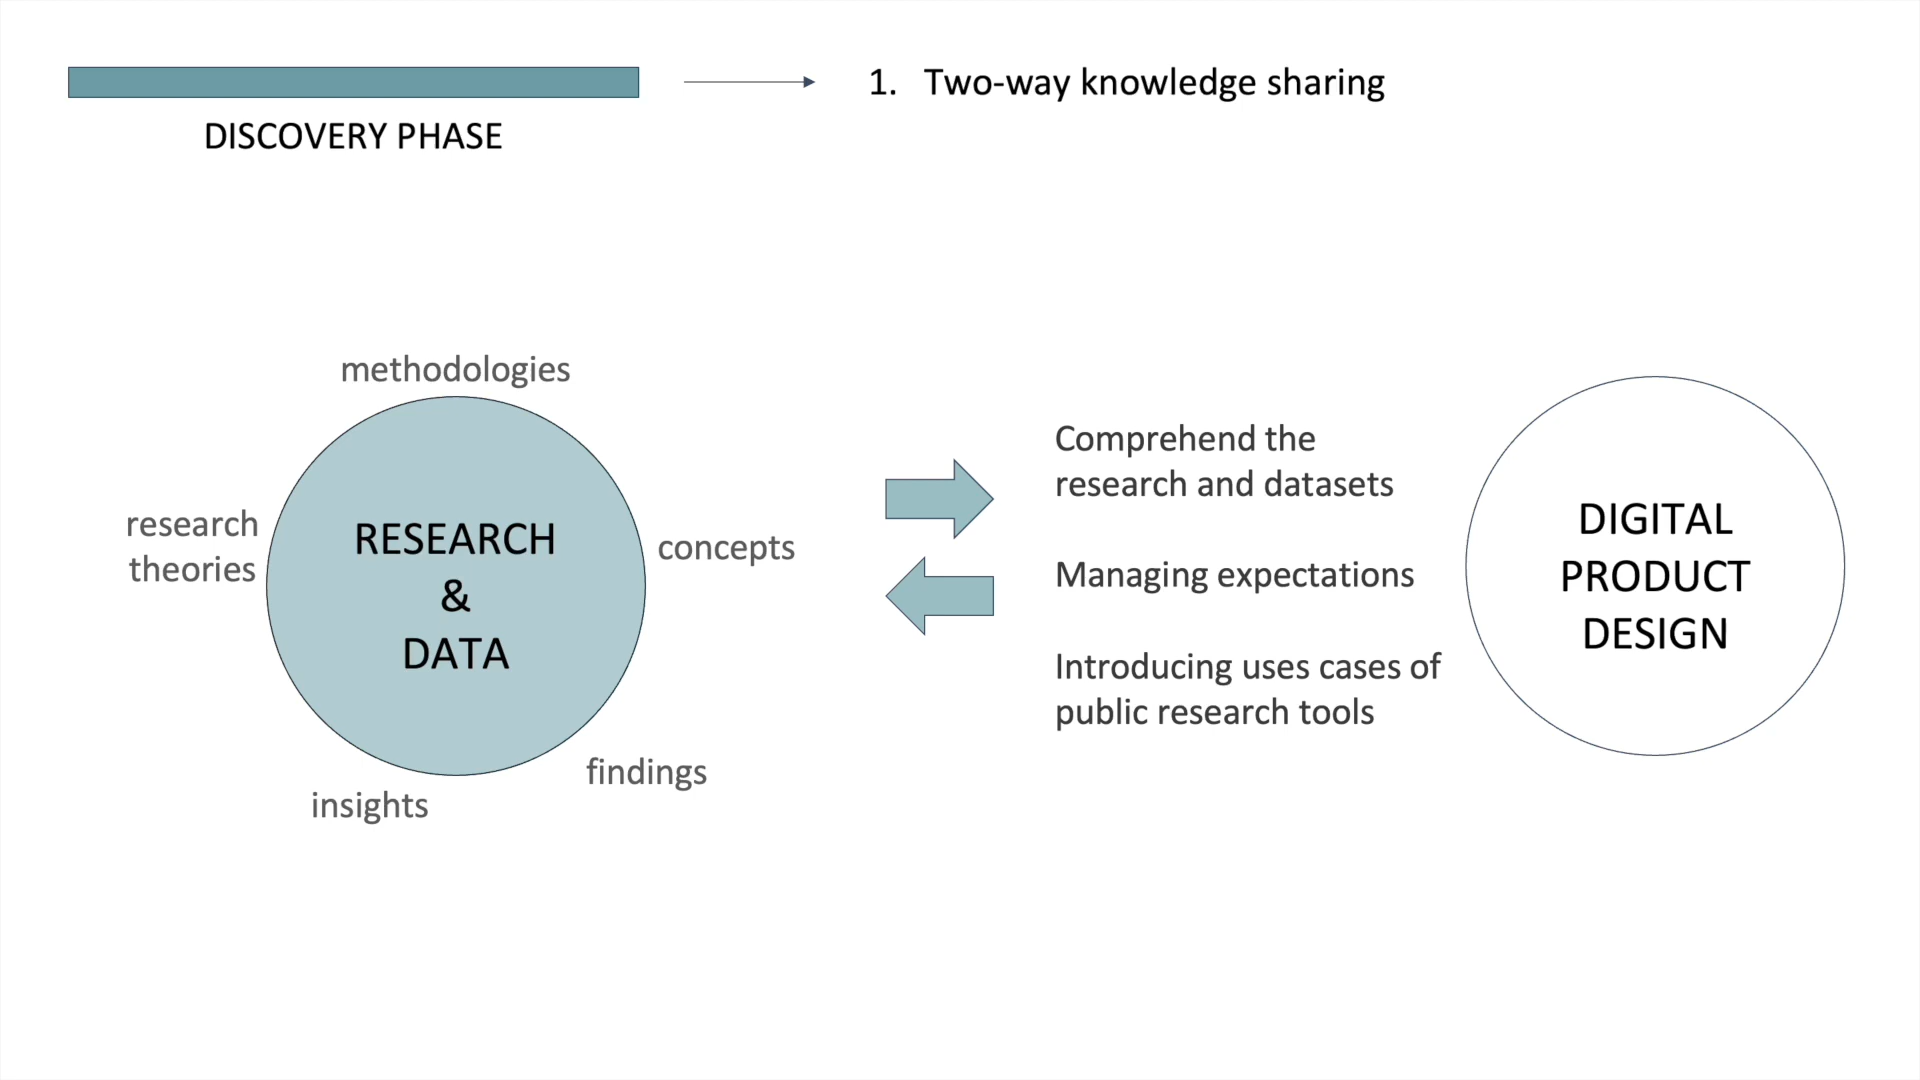 1. Two-way knowledge sharing
DISCOVERY PHASE
methodologies
research
theories
RESEARCH
&
DATA
concepts
findings
insights
Comprehend the
research and datasets
Managing expectations
Introducing uses cases of
public research tools
DIGITAL
PRODUCT
DESIGN